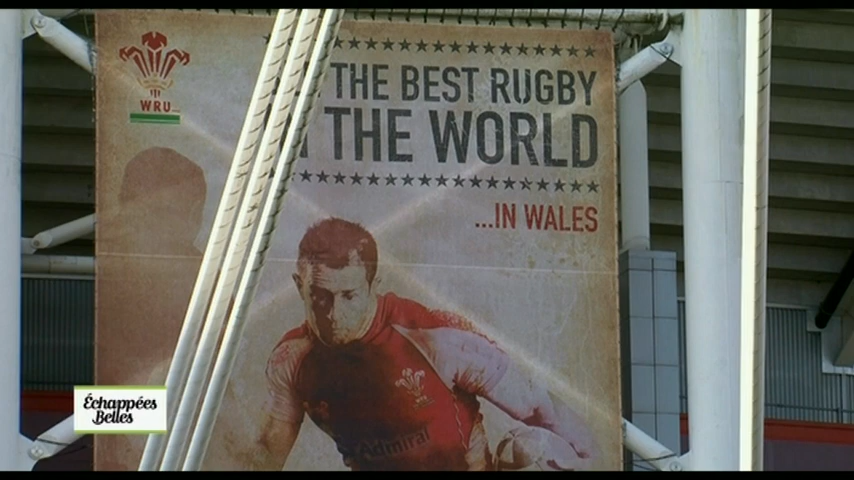 WRU
THE BEST RUGBY
THE WORLD
...IN WALES
Admiral
Échappées
Belles